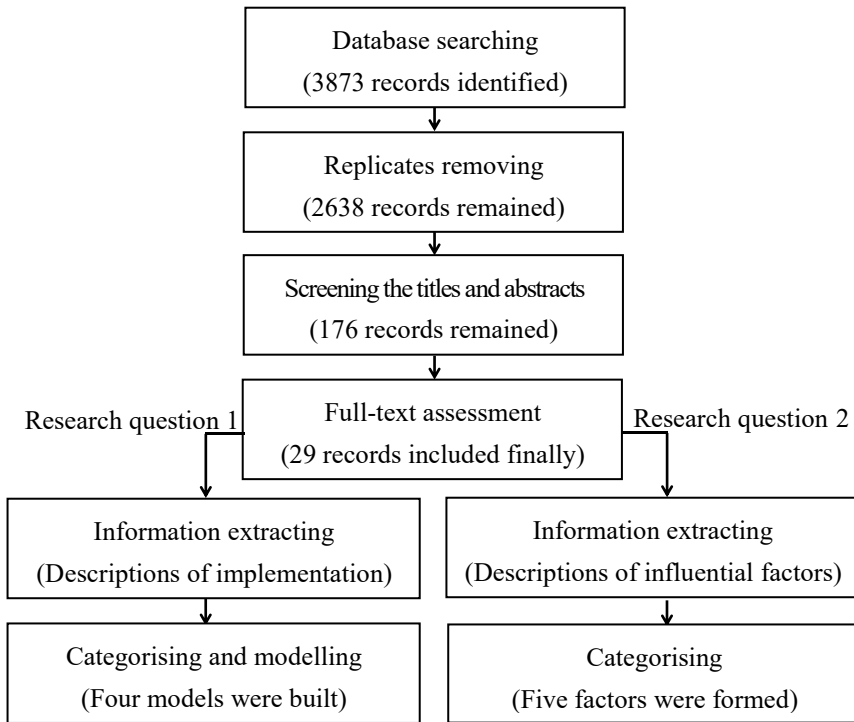 Database searching
(3873 records identified)
Replicates removing
(2638 records remained)
Screening the titles and abstracts
(176 records remained)
Research question 1
Full-text assessment
(29 records included finally)
Research question 2
Information extracting
(Descriptions of implementation)
Information extracting
(Descriptions of influential factors)
Categorising and modelling
(Four models were built)
Categorising
(Five factors were formed)